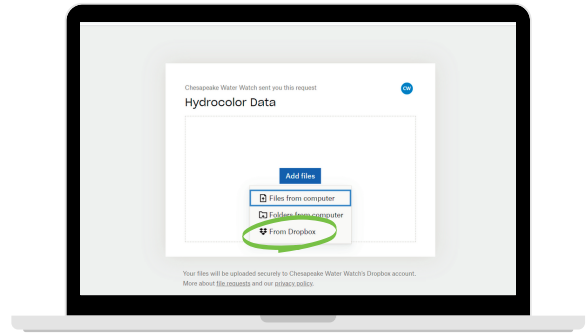 Chesapeake Water Watch sent you this request
CW
Hydrocolor Data
Add files
Files from computer
Folders from computer
From Dropbox
Your files will be uploaded securely to Chesapeake Water Watch's Dropbox account.
More about file requests and our privacy policy.